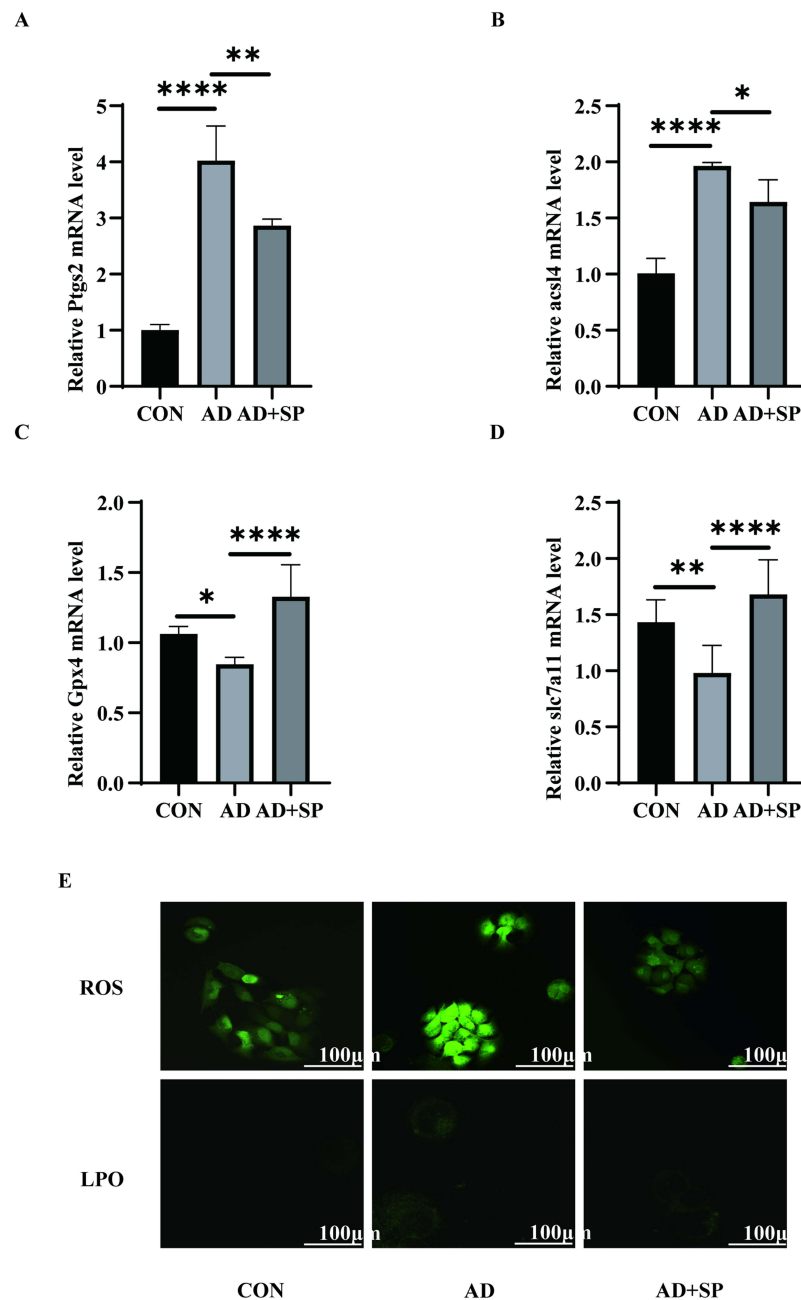 A
B
**
****
Relative Ptgs2 mRNA level
5
4
3
2
1
0
CON AD AD+SP
*
****
Relative acsl4 mRNA level
2.5
2.0
1.5
1.0
0.5
0.0
CON AD AD+SP
C
D
****
*
Relative Gpx4 mRNA level
2.0
1.5
1.0
0.5
0.0
CON AD AD+SP
****
**
Relative slc7a11 mRNA level
2.5
2.0
1.5
1.0
0.5
0.0
CON AD AD+SP
E
ROS
100μm
100μm
100μm
LPO
100μm
100μm
100μm
CON AD AD+SP